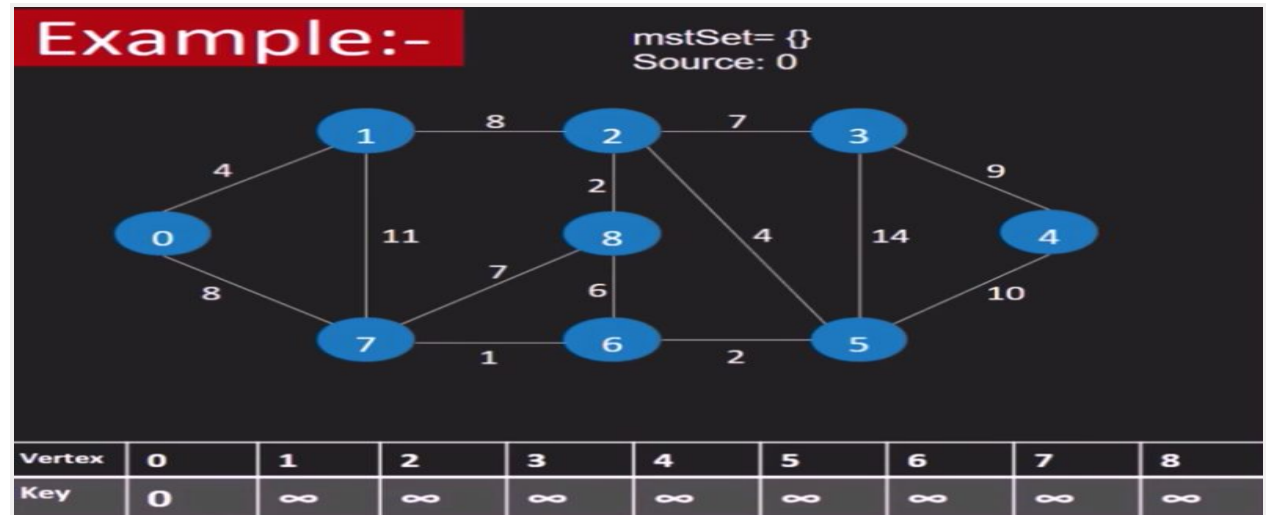 Example:-
mstSet= {}
Source: 0
1 8 2 7 3
4 9
2
0 11 8 4 14 4
7
8 6 10
7 6 5
1 2
Vertex 0 1 2 3 4 5 6 7 8
Key 0 ∞ ∞ ∞ ∞ ∞ ∞ ∞ ∞